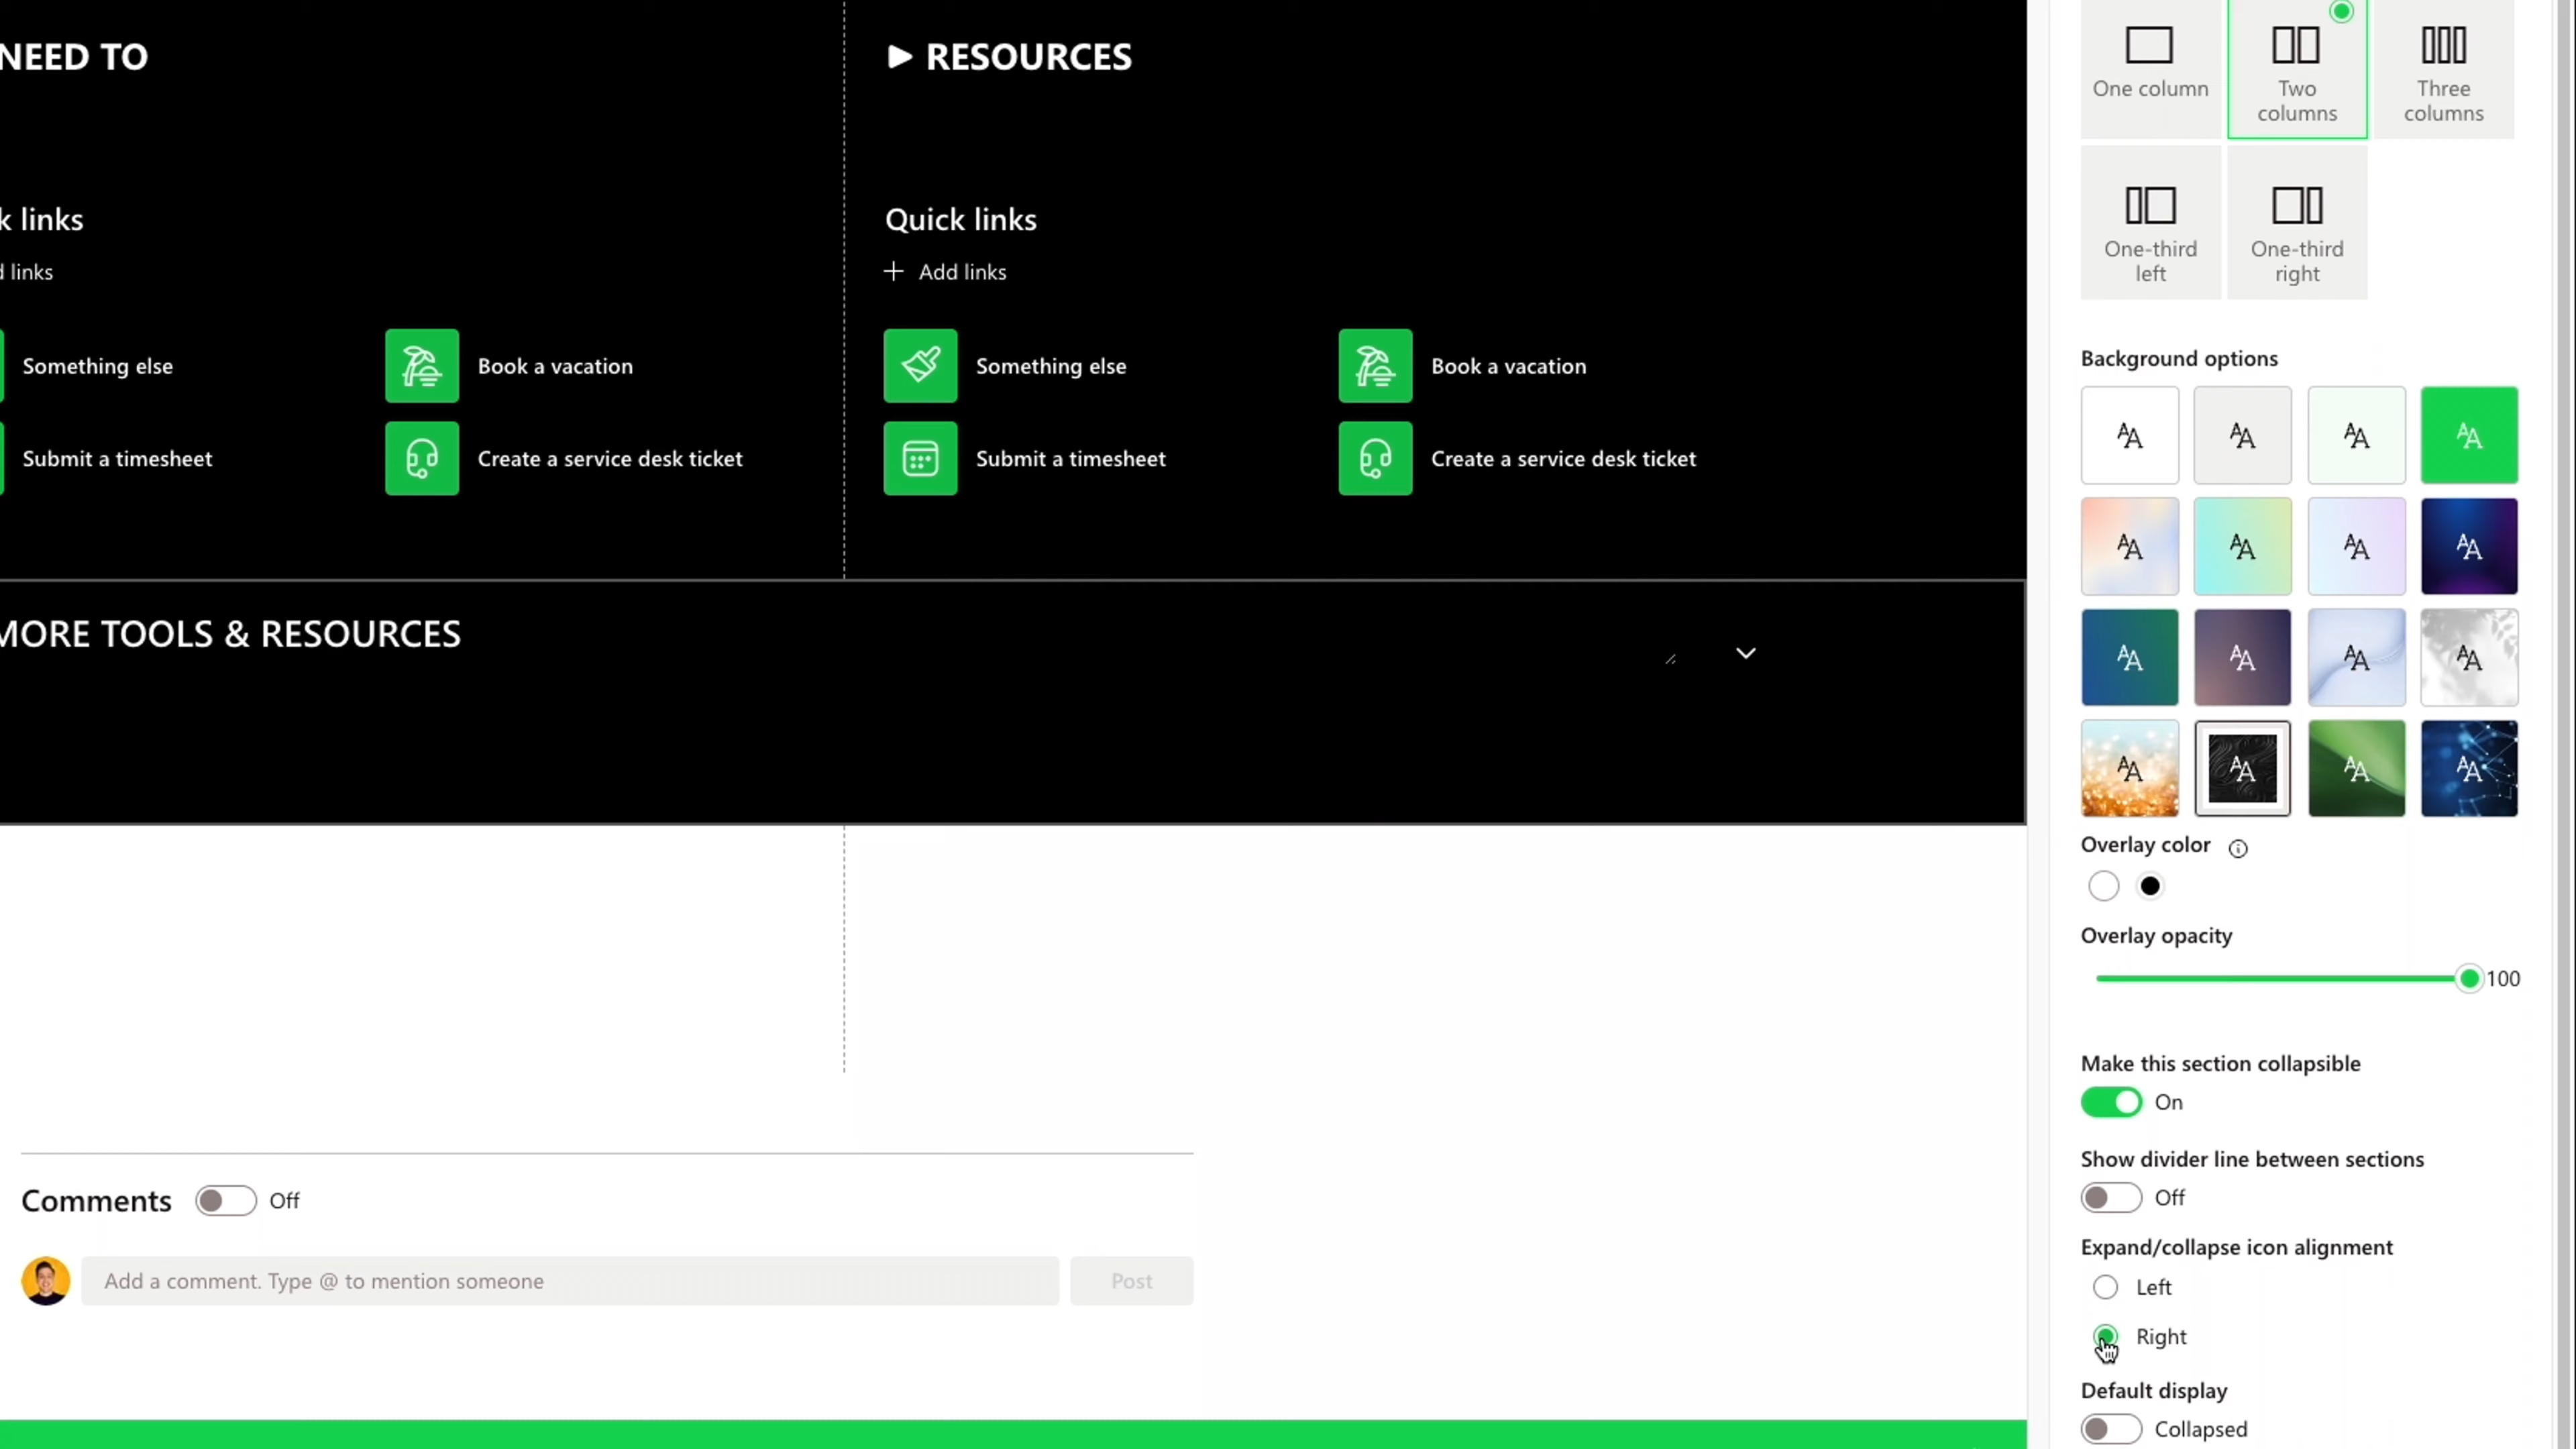 NEED TO
▶ RESOURCES
k links
Quick links
links
+ Add links
Something else
Book a vacation
Something else
Book a vacation
Submit a timesheet
Create a service desk ticket
Submit a timesheet
Create a service desk ticket
MORE TOOLS & RESOURCES
Comments
Off
Add a comment. Type @ to mention someone
Post
One column
Two
columns
Three
columns
One-third
left
One-third
right
Background options
Overlay color
Overlay opacity
100
Make this section collapsible
On
Show divider line between sections
Off
Expand/collapse icon alignment
Left
Right
Default display
Collapsed